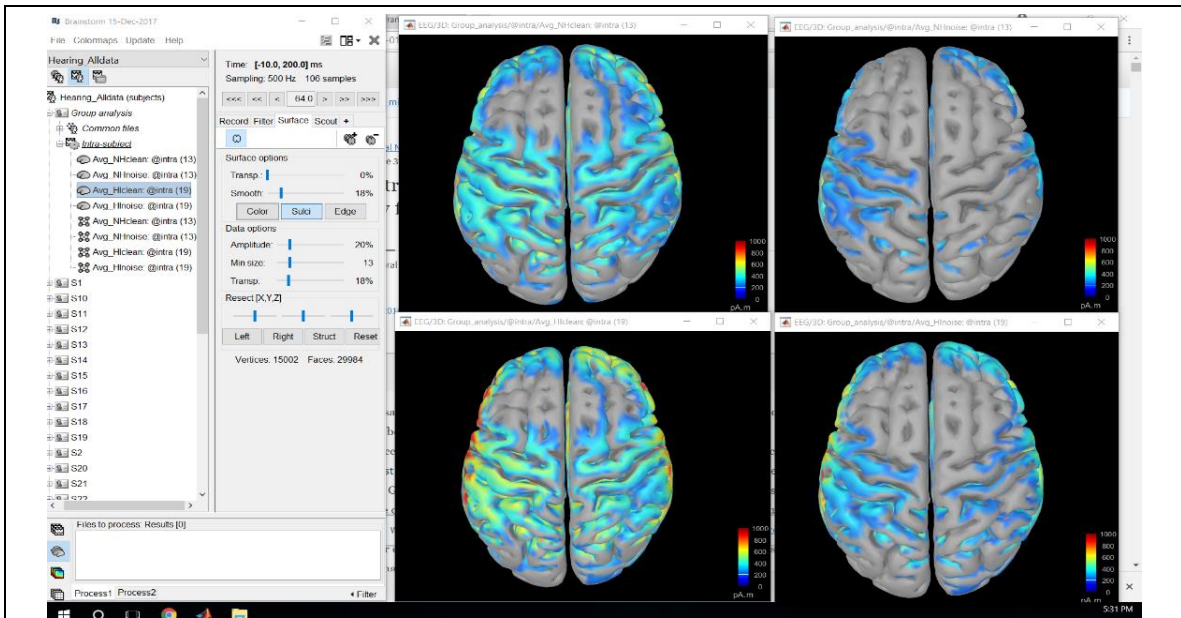 Brainstorm 15-Dec-2017
File Colormaps Update Help
Hearing_Alldata
Hearing_Alldata (subjects)
Group analysis
Common files
Intra-subject
Avg_NHclean: @intra (13)
Avg_NHnoise: @intra (13)
Avg_HIclean: @intra (19)
Avg_HInoise: @intra (19)
Avg_NHclean: @intra (13)
Avg_NHnoise: @intra (13)
Avg_HIclean: @intra (19)
Avg_HInoise: @intra (19)
S1
S10
S11
S12
S13
S14
S15
S16
S17
S18
S19
S2
S20
S21
S22
Time: [-10.0, 200.0] ms
Sampling: 500 Hz 106 samples
<<< << < 64.0 > >> >>>
Record Filter Surface Scout +
Surface options
Transp.: 0%
Smooth: 18%
Color Sulci Edge
Data options
Amplitude: 20%
Min size: 13
Transp. 18%
Resect [X,Y,Z]
Left Right Struct Reset
Vertices: 15002 Faces: 29984
Files to process: Results [0]
Process1 Process2
Filter
EEG/3D: Group_analysis/@intra/Avg_NHclean: @intra (13)
1000
800
600
400
200
0
pA.m
EEG/3D: Group_analysis/@intra/Avg_NHnoise: @intra (13)
1000
800
600
400
200
0
pA.m
EEG/3D: Group_analysis/@intra/Avg_HIclean: @intra (19)
1000
800
600
400
200
0
pA.m
EEG/3D: Group_analysis/@intra/Avg_HInoise: @intra (19)
1000
800
600
400
200
0
pA.m
5:31 PM